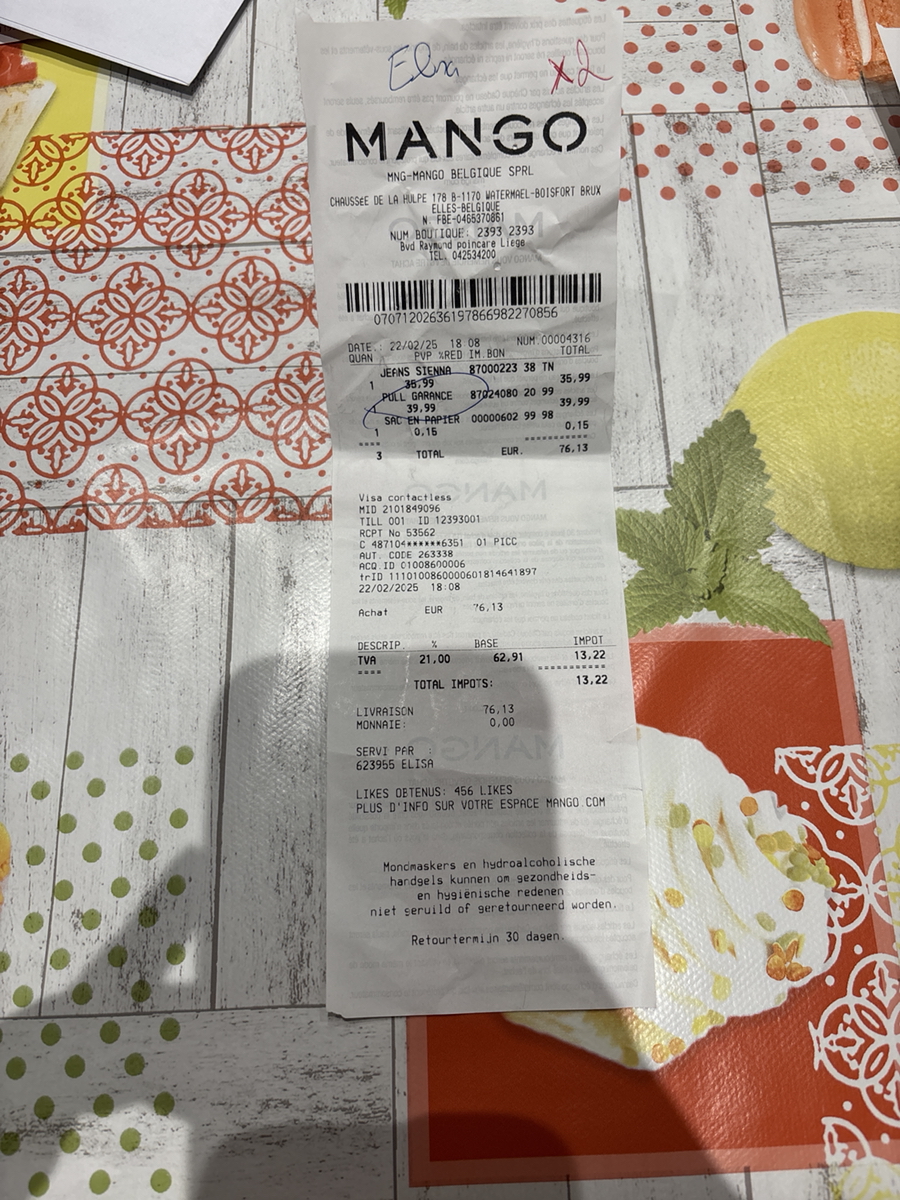 Elisa
x2
MANGO
MNG-MANGO BELGIQUE SPRL
CHAUSSéE DE LA HULPE 178 B-1170 WATERMAEL-BOISFORT BRUX
ELLES-BELGIQUE
N. FBE-0465370861
NUM BOUTIQUE: 2393 2393
Bvd Raymond poincare Liege
TEL. 042534200
07071202636197866982270856
DATE.: 22/02/25 18 08 NUM.00004316
QUAN PVP %RED IM.BON TOTAL
JEANS SIENNA 87000223 38 TN
1 35,99 35,99
PULL GARANCE 87024080 20 99
1 39,99 39,99
SAC EN PAPIER 00000602 99 98
1 0,15 0,15
==== ===========
3 TOTAL EUR. 76,13
Visa contactless
MID 2101849096
TILL 001 ID 12393001
RCPT No 53562
C 487104******6351 01 PICC
AUT. CODE 263338
ACQ.ID 01008600006
trID 1110100860000601814641897
22/02/2025 18:08
Achat EUR 76,13
DESCRIP. % BASE IMPOT
TVA 21,00 62,91 13,22
==== ===========
TOTAL IMPOTS: 13,22
LIVRAISON 76,13
MONNAIE: 0,00
SERVI PAR :
623955 ELISA
LIKES OBTENUS: 456 LIKES
PLUS D'INFO SUR VOTRE ESPACE MANGO.COM
Mondmaskers en hydroalcoholische
handgels kunnen om gezondheids-
en hygiënische redenen
niet geruild of geretourneerd worden.
Retourtermijn 30 dagen.